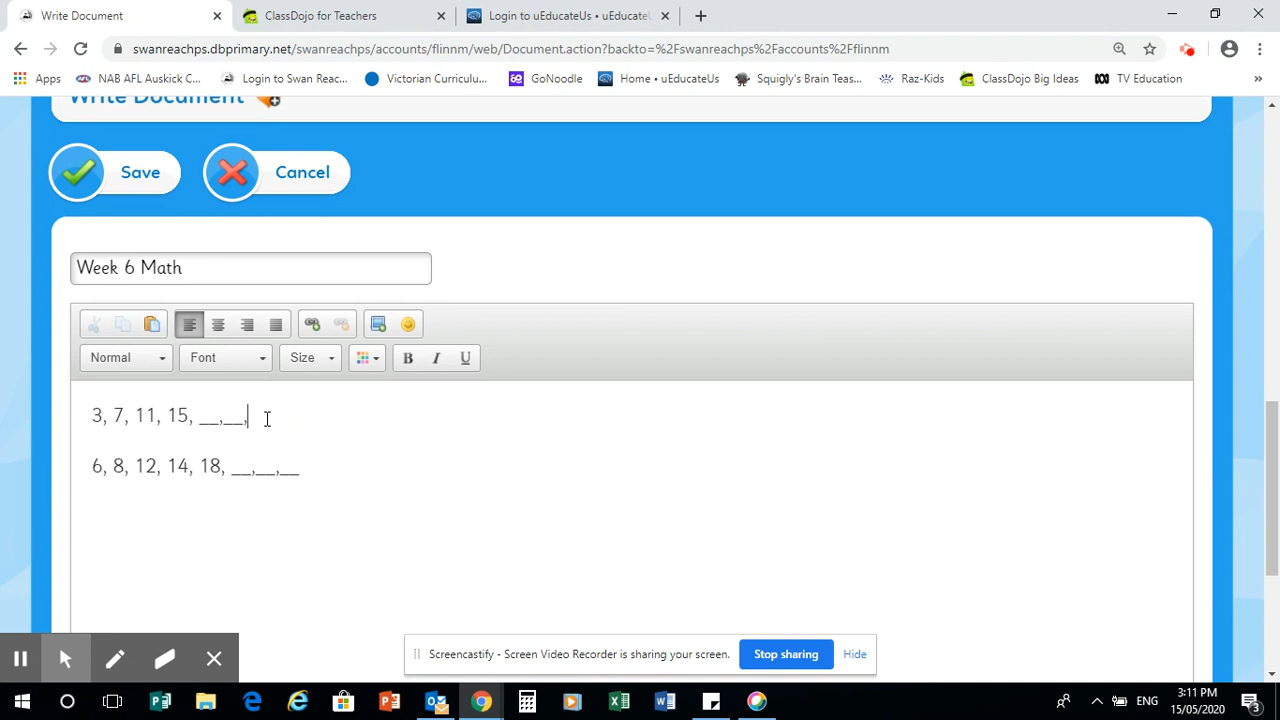 Write Document
ClassDojo for Teachers
Login to uEducateUs • uEducateU
swanreachps.dbprimary.net/swanreachps/accounts/flinnm/web/Document.action?backto=%2Fswanreachps%2Faccounts%2Fflinnm
Apps
NAB AFL Auskick C...
Login to Swan Reac...
Victorian Curriculu...
GoNoodle
Home • uEducateUs
Squigly's Brain Teas...
Raz-Kids
ClassDojo Big Ideas
TV Education
»
Write Document
Save
Cancel
Week 6 Math
Normal
Font
Size
B I U
3, 7, 11, 15, __,__,
6, 8, 12, 14, 18, __,__,__
Screencastify - Screen Video Recorder is sharing your screen.
Stop sharing
Hide
ENG
3:11 PM
15/05/2020
3